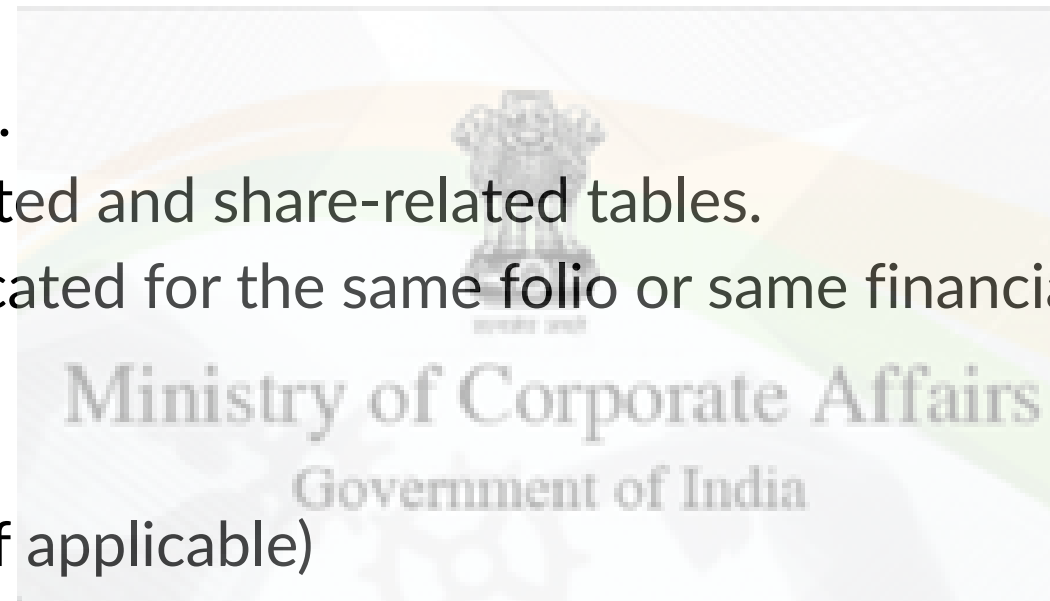 .
ted and share-related tables.
cated for the same folio or same financia
Ministry of Corporate Affairs
Government of India
f applicable)